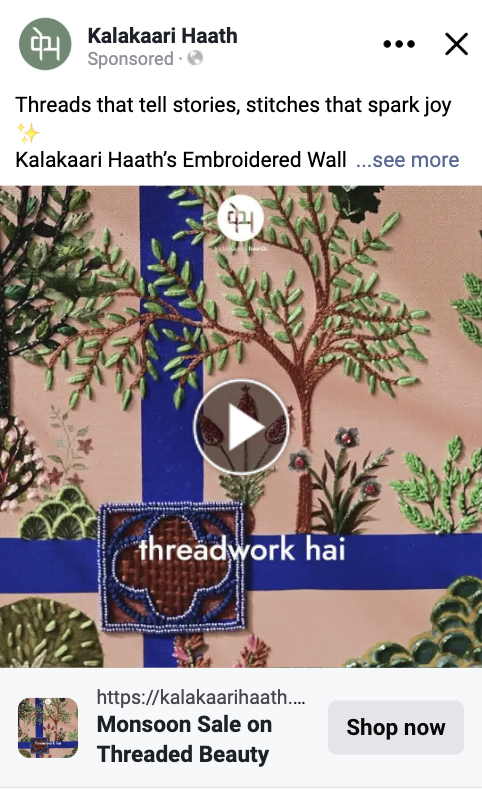 Kalakaari Haath
Sponsored ·
Threads that tell stories, stitches that spark joy
✨
Kalakaari Haath’s Embroidered Wall ...see more
threadwork hai
https://kalakaarihaath....
Monsoon Sale on
Threaded Beauty
Shop now